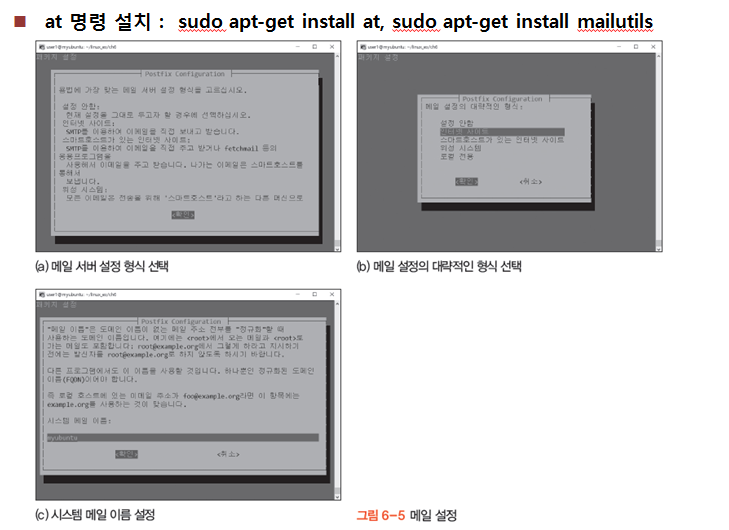 ■ at 명령 설치 : sudo apt-get install at, sudo apt-get install mailutils
user1@myubuntu: ~/linux_ex/ch6
패키지 설정
Postfix Configuration
용법에 가장 맞는 메일 서버 설정 형식을 고르십시오.
설정 안함:
현재 설정을 그대로 두고자 할 경우에 선택하십시오.
인터넷 사이트:
SMTP를 이용하여 이메일을 직접 보내고 받습니다.
스마트호스트가 있는 인터넷 사이트:
SMTP를 이용하여 이메일을 직접 주고 받거나 fetchmail 등의
응용프로그램을
사용해서 이메일을 주고 받습니다. 나가는 이메일은 스마트호스트를
통해서
보냅니다.
위성 시스템:
모든 이메일은 전송을 위해 '스마트호스트'라고 하는 다른 머신으로
<확인>
(a) 메일 서버 설정 형식 선택
user1@myubuntu: ~/linux_ex/ch6
패키지 설정
Postfix Configuration
메일 설정의 대략적인 형식:
설정 안함
인터넷 사이트
스마트호스트가 있는 인터넷 사이트
위성 시스템
로컬 전용
<확인> <취소>
(b) 메일 설정의 대략적인 형식 선택
user1@myubuntu: ~/linux_ex/ch6
패키지 설정
Postfix Configuration
"메일 이름"은 도메인 이름이 없는 메일 주소 전부를 "정규화"할 때
사용하는 도메인 이름입니다. 여기에는 <root>에서 오는 메일과 <root>로
가는 메일도 포함합니다; root@example.org에서 그렇게 하라고 지시하기
전에는 발신자를 root@example.org로 하지 않도록 하시기 바랍니다.
다른 프로그램에서도 이 이름을 사용할 것입니다. 하나뿐인 정규화된 도메인
이름(FQDN)이어야 합니다.
즉 로컬 호스트에 있는 이메일 주소가 foo@example.org라면 이 항목에는
example.org를 사용하는 것이 맞습니다.
시스템 메일 이름:
myubuntu
<확인> <취소>
(c) 시스템 메일 이름 설정
그림 6-5 메일 설정